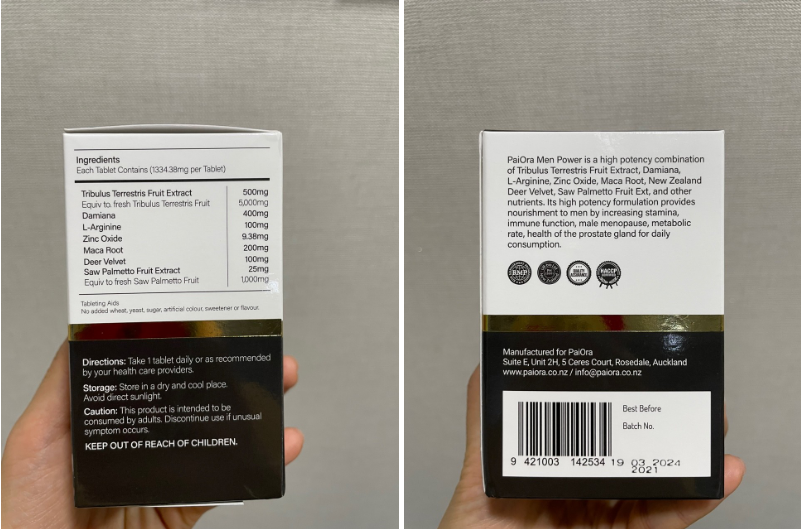 Ingredients
Each Tablet Contains (1334.38mg per Tablet)
Tribulus Terrestris Fruit Extract 500mg
Equiv to fresh Tribulus Terrestris Fruit 5,000mg
Damiana 400mg
L-Arginine 100mg
Zinc Oxide 9.38mg
Maca Root 200mg
Deer Velvet 100mg
Saw Palmetto Fruit Extract 25mg
Equiv to fresh Saw Palmetto Fruit 1,000mg
Tableting Aids
No added wheat, yeast, sugar, artificial colour, sweetener or flavour.
Directions: Take 1 tablet daily or as recommended
by your health care providers.
Storage: Store in a dry and cool place.
Avoid direct sunlight.
Caution: This product is intended to be
consumed by adults. Discontinue use if unusual
symptom occurs.
KEEP OUT OF REACH OF CHILDREN.
PaiOra Men Power is a high potency combination
of Tribulus Terrestris Fruit Extract, Damiana,
L-Arginine, Zinc Oxide, Maca Root, New Zealand
Deer Velvet, Saw Palmetto Fruit Ext, and other
nutrients. Its high potency formulation provides
nourishment to men by increasing stamina,
immune function, male menopause, metabolic
rate, health of the prostate gland for daily
consumption.
QUALITY
HACCP
Manufactured for PaiOra
Suite E, Unit 2H, 5 Ceres Court, Rosedale, Auckland
www.paiora.co.nz / info@paiora.co.nz
Best Before
Batch No.
9 421003 142534 19 03 2024
2021